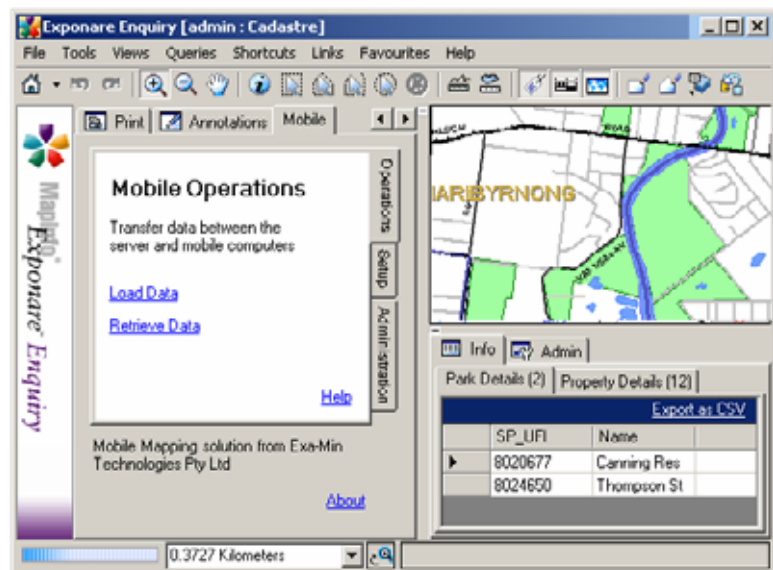 Exponare Enquiry [admin : Cadastre]
File Tools Views Queries Shortcuts Links Favourites Help
Print Annotations Mobile
Mobile Operations
Transfer data between the
server and mobile computers
Load Data
Retrieve Data
Help
Operations
Setup
Administration
Mobile Mapping solution from Exa-Min
Technologies Pty Ltd
About
MapInfo®
Exponare™ Enquiry
ROAD
MARIBYRNONG
Info Admin
Park Details (2) Property Details (12)
Export as CSV
SP_UFI Name
8020677 Canning Res
8024650 Thompson St
0.3727 Kilometers